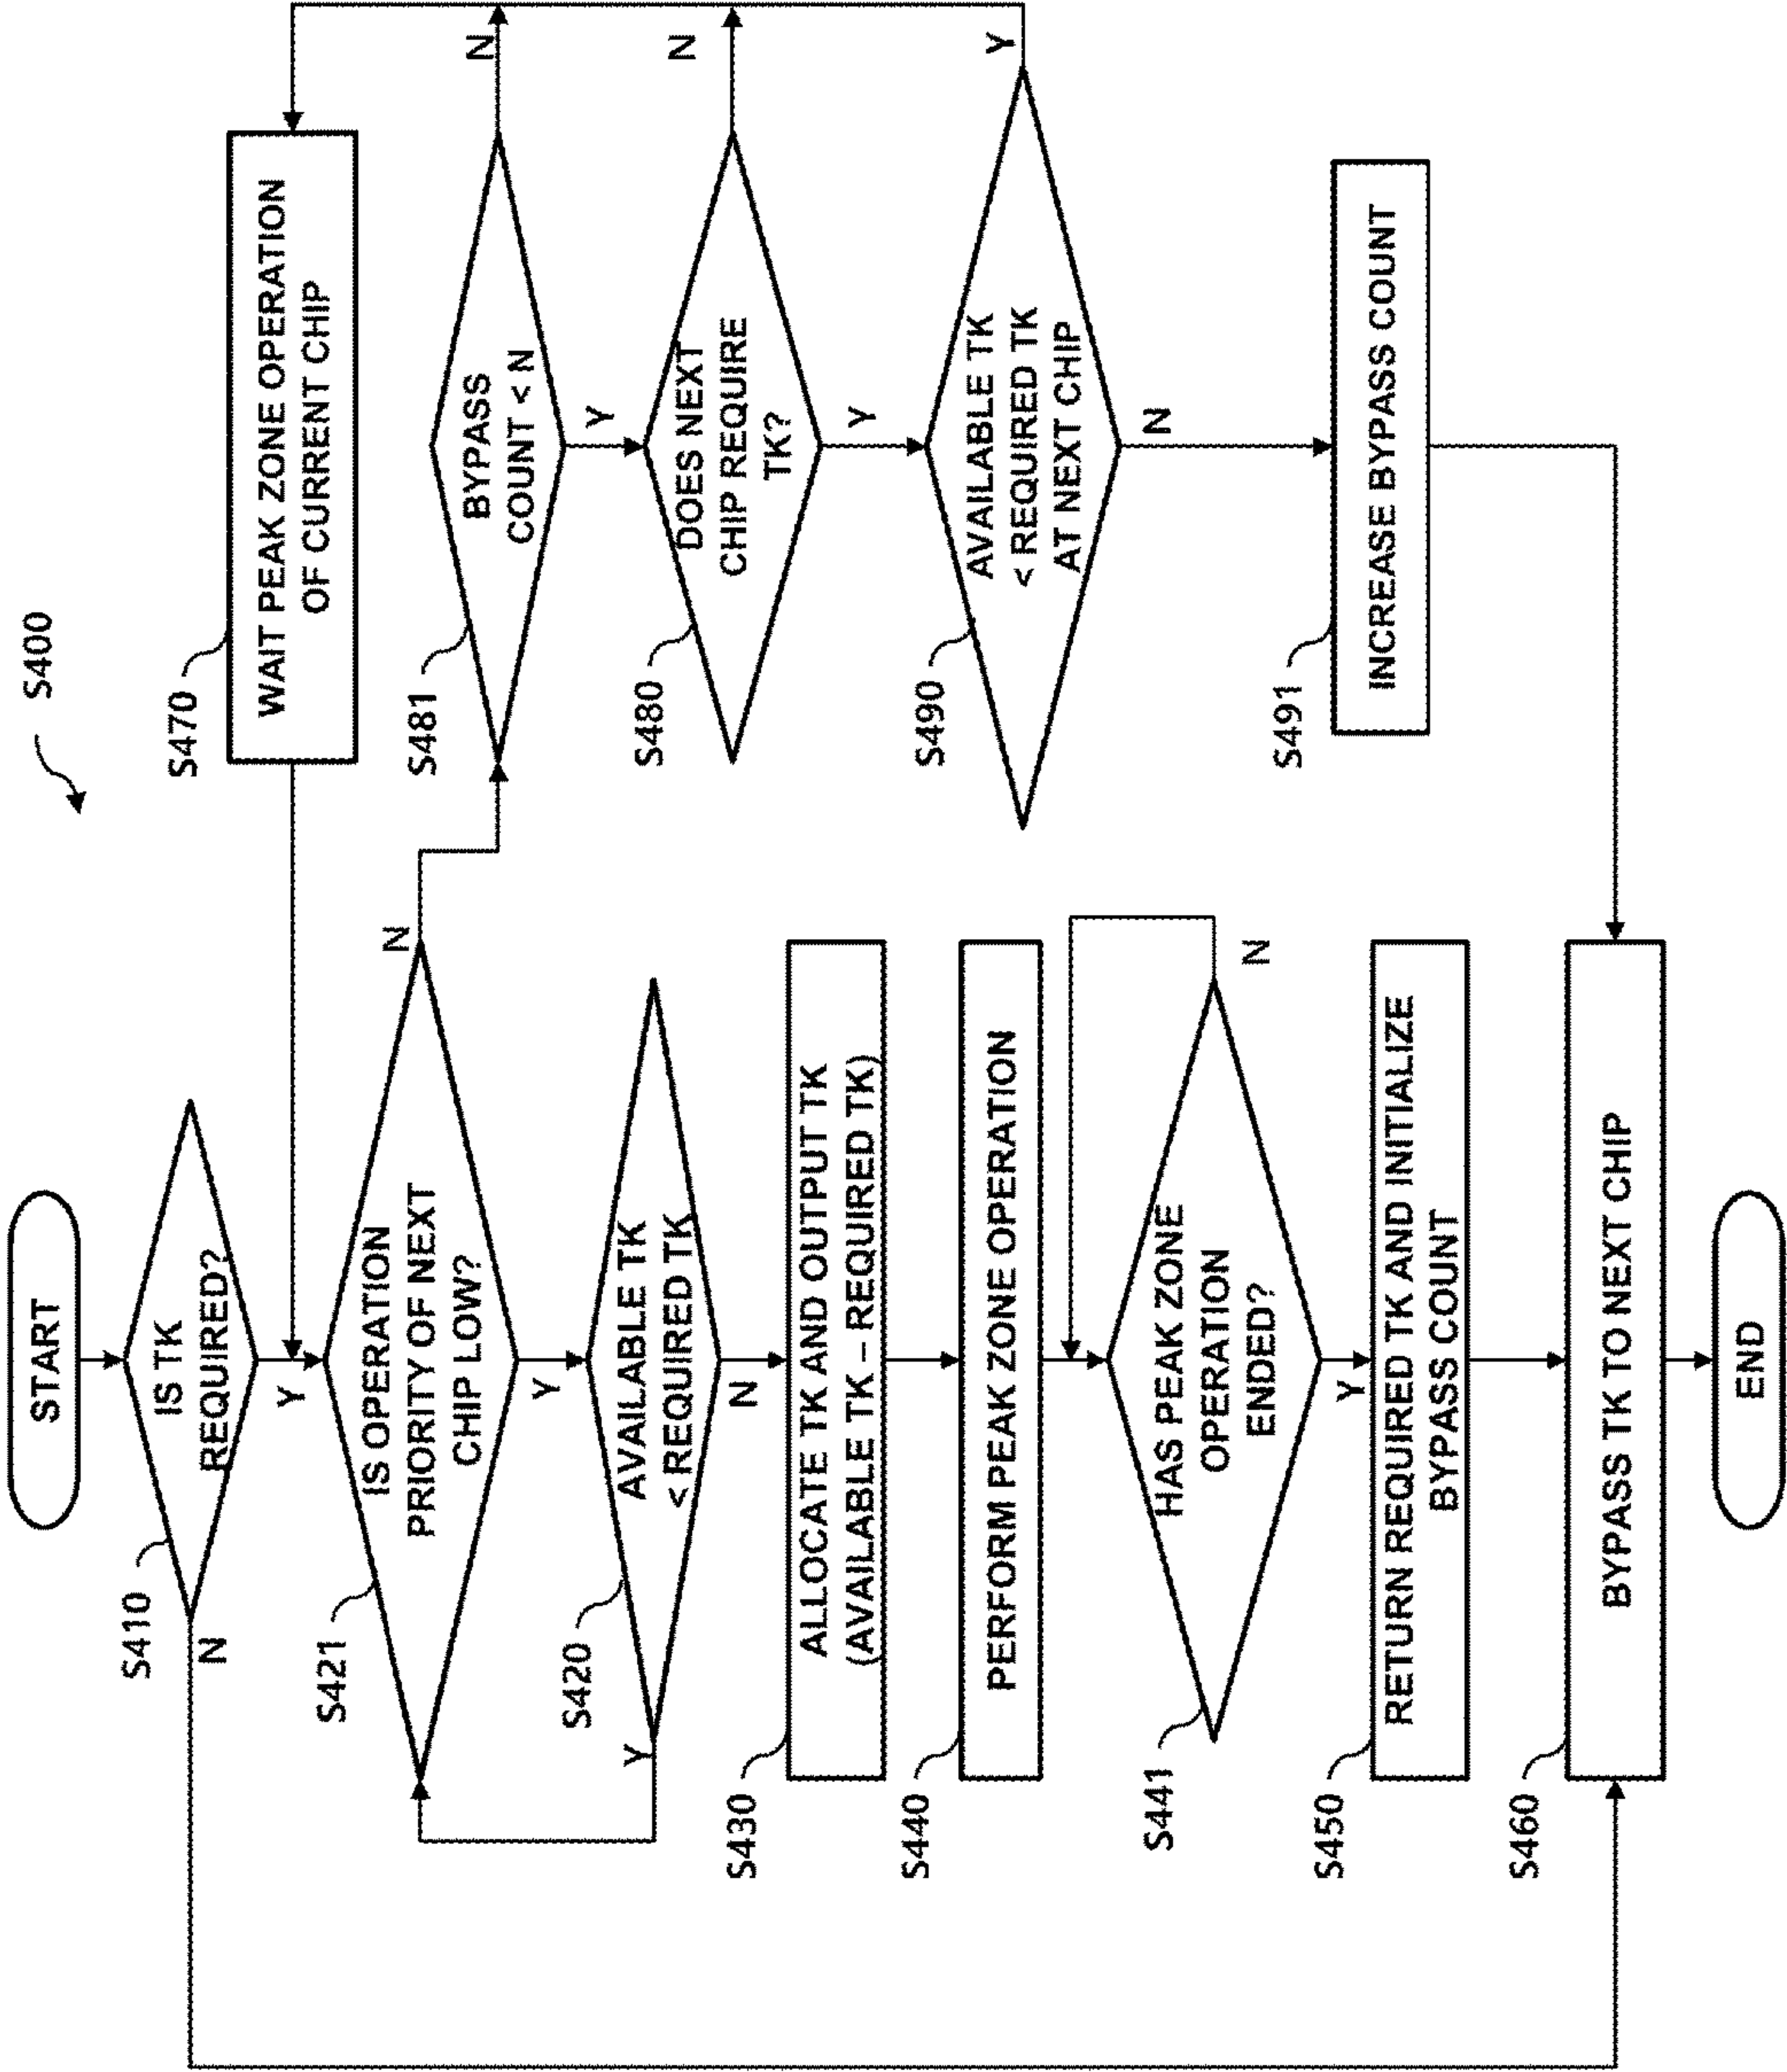 S400
START
S410
IS TK
REQUIRED?
N
Y
S421
IS OPERATION
PRIORITY OF NEXT
CHIP LOW?
N
Y
S420
AVAILABLE TK
< REQUIRED TK
Y
N
S430
ALLOCATE TK AND OUTPUT TK
(AVAILABLE TK – REQUIRED TK)
S440
PERFORM PEAK ZONE OPERATION
S441
HAS PEAK ZONE
OPERATION
ENDED?
N
Y
S450
RETURN REQUIRED TK AND INITIALIZE
BYPASS COUNT
S460
BYPASS TK TO NEXT CHIP
END
S470
WAIT PEAK ZONE OPERATION
OF CURRENT CHIP
S481
BYPASS
COUNT < N
N
Y
S480
DOES NEXT
CHIP REQUIRE
TK?
N
Y
S490
AVAILABLE TK
< REQUIRED TK
AT NEXT CHIP
Y
N
S491
INCREASE BYPASS COUNT